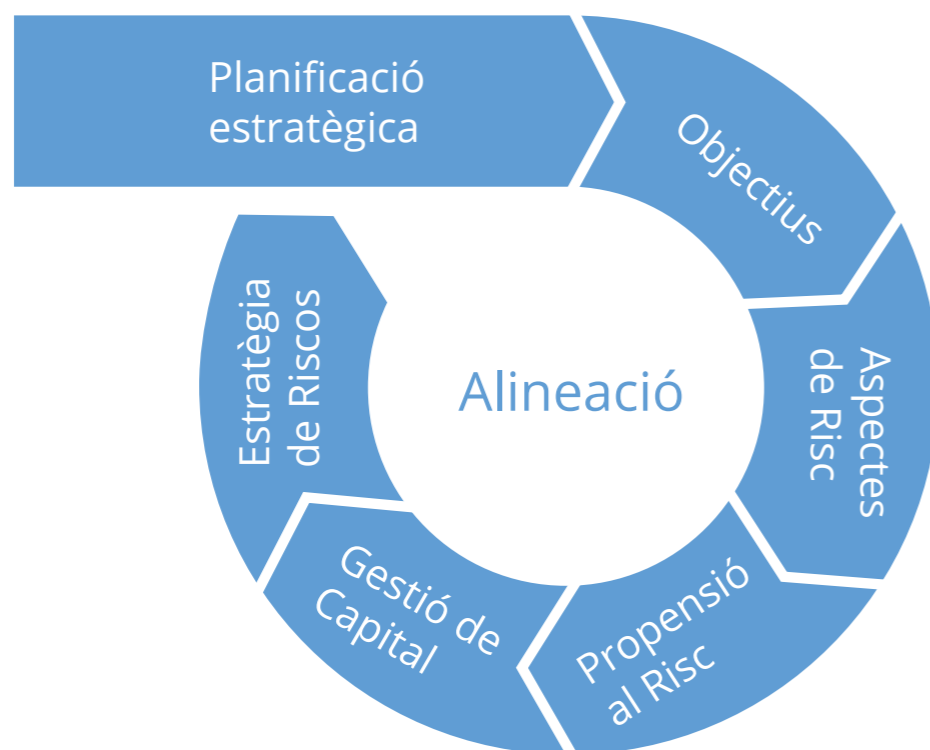 Planificació
estratègica
Objectius
Aspectes
de Risc
Propensió
al Risc
Gestió de
Capital
Estratègia
de Riscos
Alineació